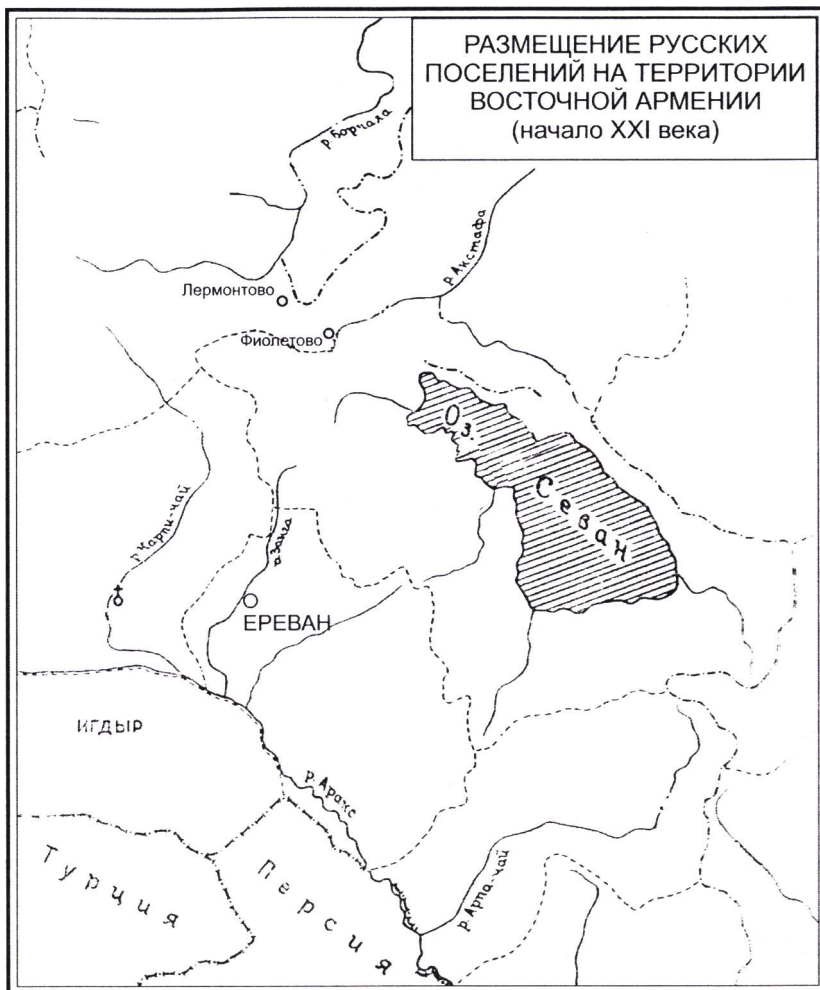 РАЗМЕЩЕНИЕ РУССКИХ
ПОСЕЛЕНИЙ НА ТЕРРИТОРИИ
ВОСТОЧНОЙ АРМЕНИИ
(начало XXI века)
р. Борчала
р. Акстафа
Лермонтово
Фиолетово
Оз.
Севан
р. Карпи-чай
р. Занга
ЕРЕВАН
ИГДЫР
р. Аракс
р. Арпа-чай
Турция
Персия